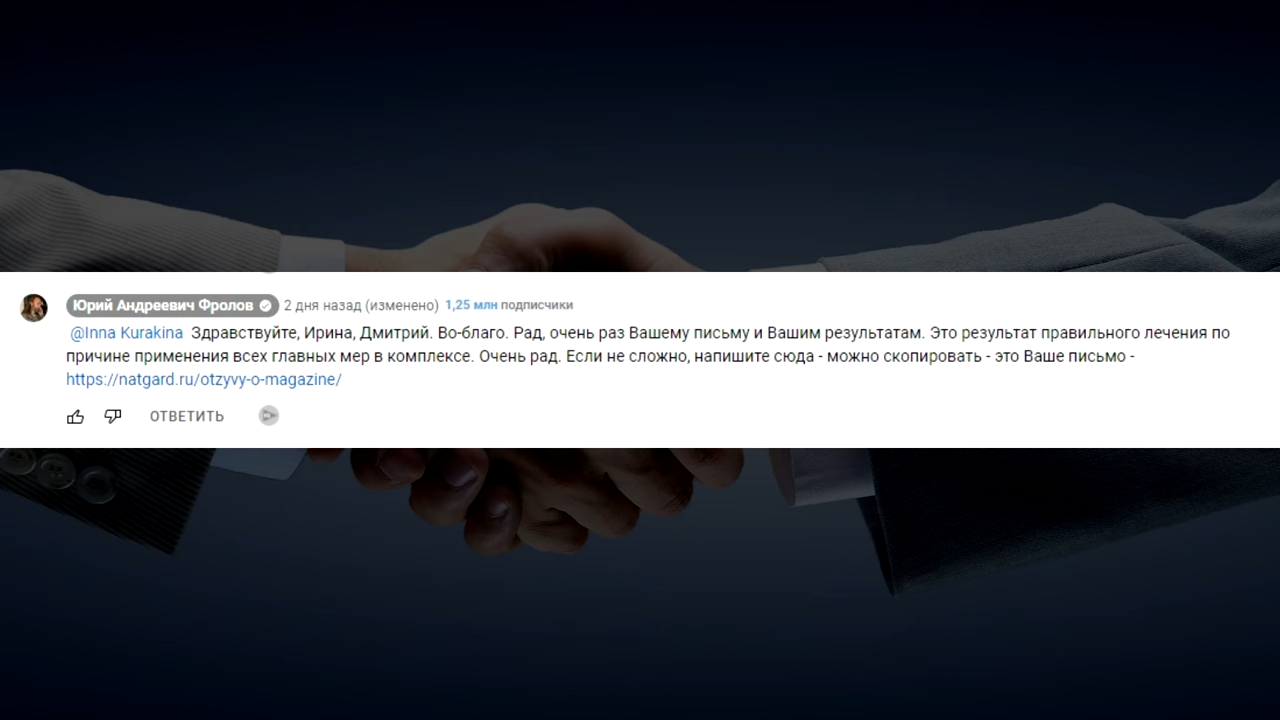 Юрий Андреевич Фролов 2 дня назад (изменено) 1,25 млн подписчики
@Inna Kurakina Здравствуйте, Ирина, Дмитрий. Во-благо. Рад, очень раз Вашему письму и Вашим результатам. Это результат правильного лечения по
причине применения всех главных мер в комплексе. Очень рад. Если не сложно, напишите сюда - можно скопировать - это Ваше письмо -
https://natgard.ru/otzyvy-o-magazine/
ОТВЕТИТЬ